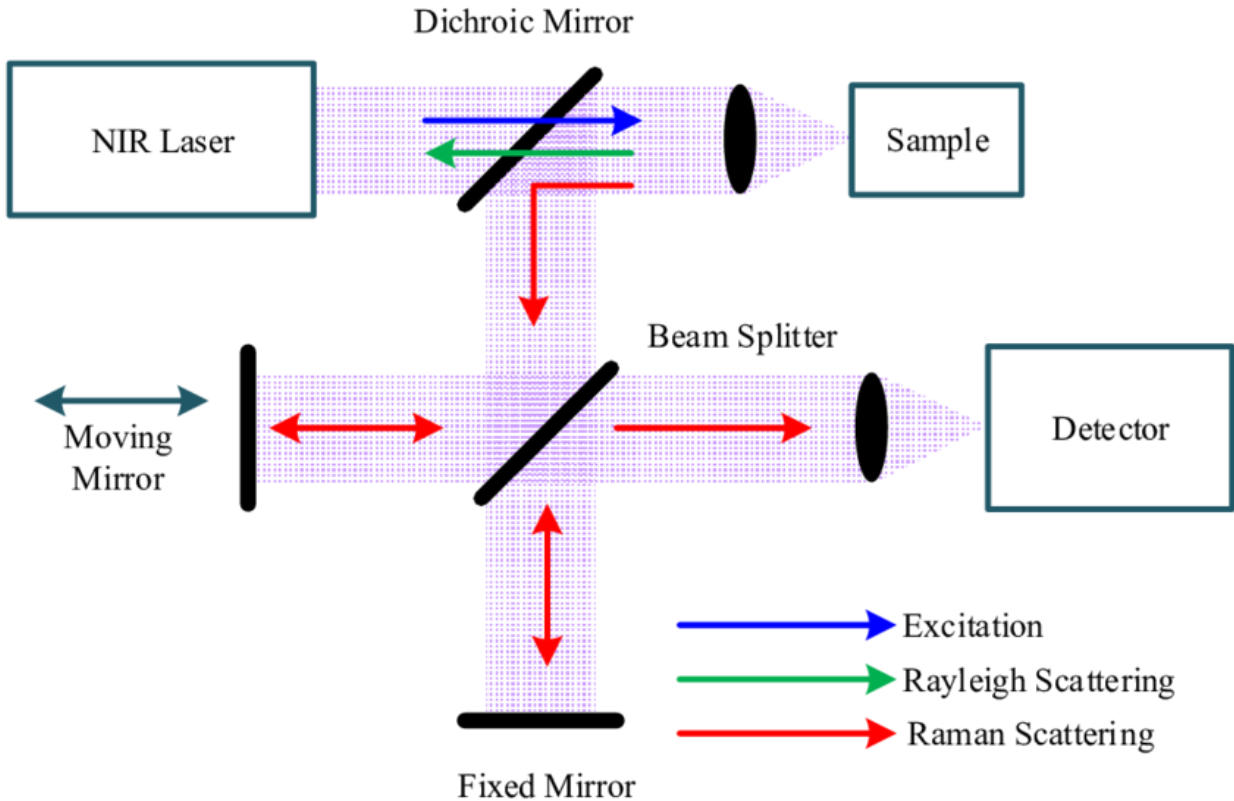 Dichroic Mirror
NIR Laser
Sample
Beam Splitter
Moving
Mirror
Detector
Excitation
Rayleigh Scattering
Raman Scattering
Fixed Mirror